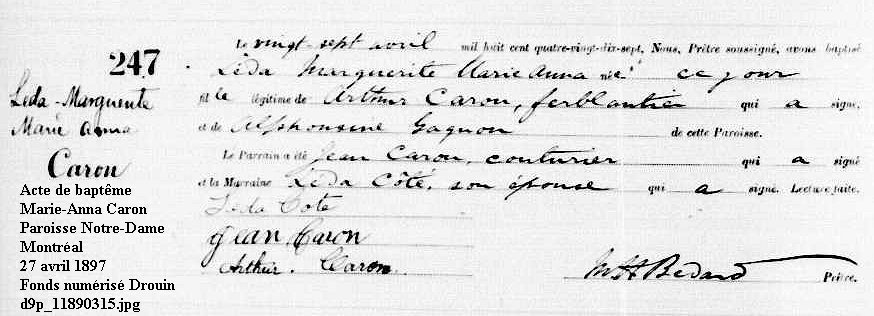 247
Leda-Marguerite
Marie Anna
Caron
Le vingt-sept avril mil huit cent quatre-vingt-dix-sept, Nous, Prêtre soussigné, avons baptisé
Léda Marguerite Marie Anna née ce jour
fille légitime de Arthur Caron, ferblantier qui a signé
et de Alphonsine Gagnon de cette Paroisse.
Le Parrain a été Jean Caron, couturier qui a signé
et la Marraine Léda Côté, son épouse qui a signé. Lecture faite.
Leda Cote
Jean Caron
Arthur. Caron
M H Bedard Prêtre.
Acte de baptême
Marie-Anna Caron
Paroisse Notre-Dame
Montréal
27 avril 1897
Fonds numérisé Drouin
d9p_11890315.jpg